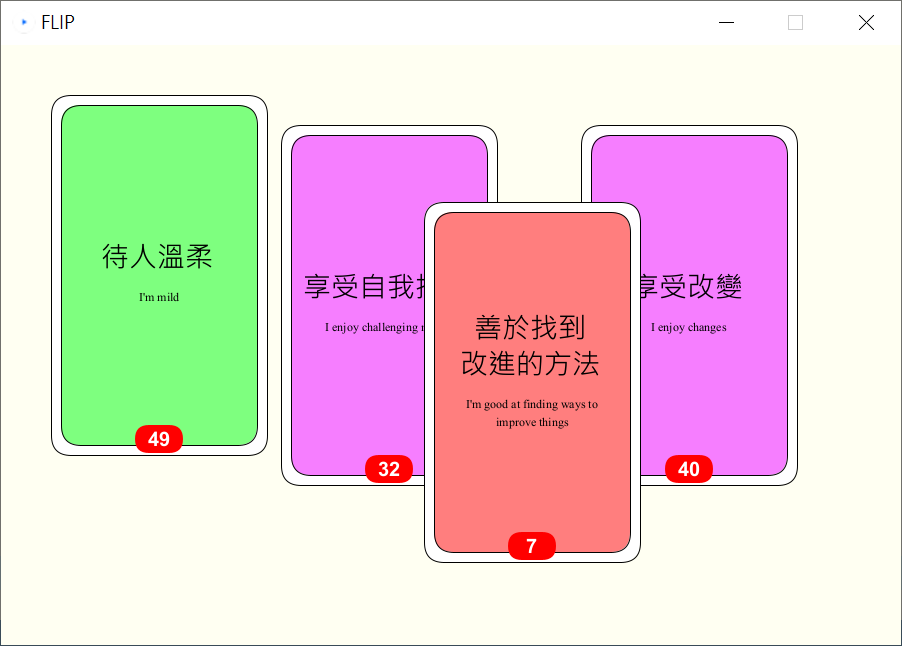 FLIP
待人溫柔
I'm mild
49
享受自我
I enjoy challenging
32
善於找到
改進的方法
I'm good at finding ways to
improve things
7
享受改變
I enjoy changes
40